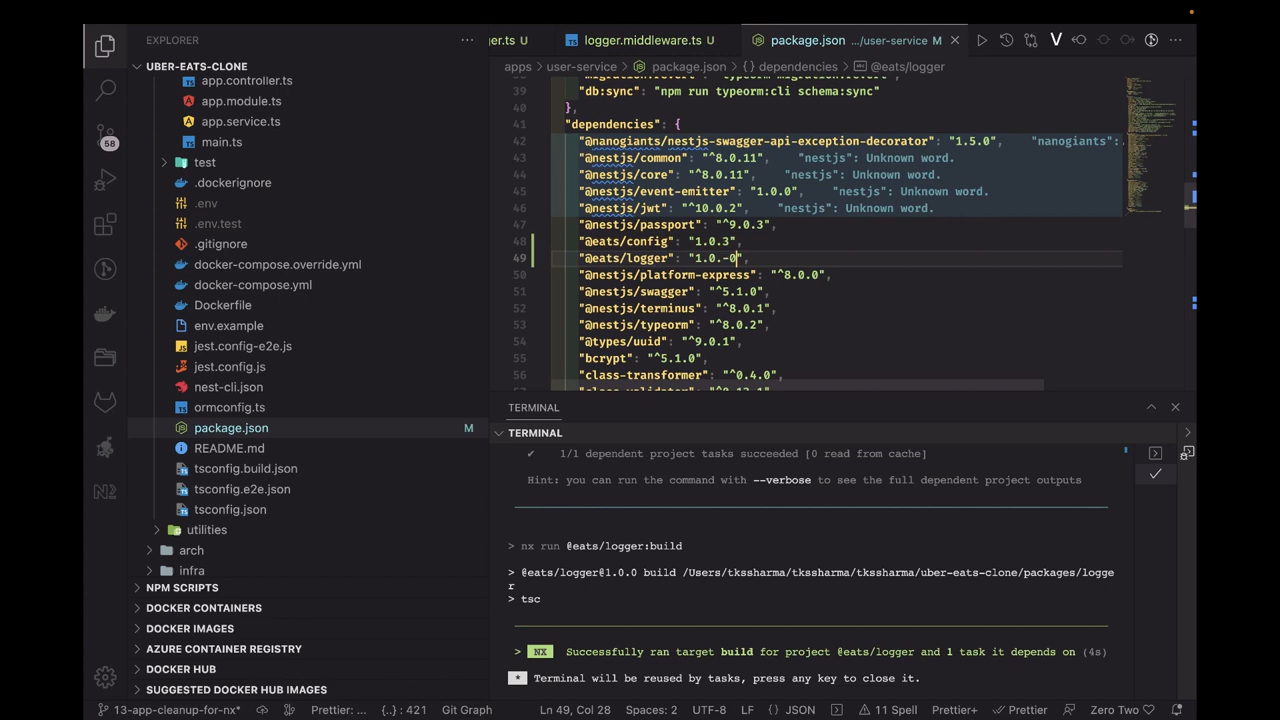 EXPLORER
UBER-EATS-CLONE
app.controller.ts
app.module.ts
app.service.ts
main.ts
test
.dockerignore
.env
.env.test
.gitignore
docker-compose.override.yml
docker-compose.yml
Dockerfile
env.example
jest.config-e2e.js
jest.config.js
nest-cli.json
ormconfig.ts
package.json M
README.md
tsconfig.build.json
tsconfig.e2e.json
tsconfig.json
utilities
arch
infra
NPM SCRIPTS
DOCKER CONTAINERS
DOCKER IMAGES
AZURE CONTAINER REGISTRY
DOCKER HUB
SUGGESTED DOCKER HUB IMAGES
58
ger.ts U logger.middleware.ts U package.json .../user-service M
apps > user-service > package.json > dependencies > @eats/logger
39 "db:sync": "npm run typeorm:cli schema:sync"
40 },
41 "dependencies": {
42 "@nanogiants/nestjs-swagger-api-exception-decorator": "1.5.0", "nanogiants":
43 "@nestjs/common": "^8.0.11", "nestjs": Unknown word.
44 "@nestjs/core": "^8.0.11", "nestjs": Unknown word.
45 "@nestjs/event-emitter": "1.0.0", "nestjs": Unknown word.
46 "@nestjs/jwt": "^10.0.2", "nestjs": Unknown word.
47 "@nestjs/passport": "^9.0.3",
48 "@eats/config": "1.0.3",
49 "@eats/logger": "1.0.-0",
50 "@nestjs/platform-express": "^8.0.0",
51 "@nestjs/swagger": "^5.1.0",
52 "@nestjs/terminus": "^8.0.1",
53 "@nestjs/typeorm": "^8.0.2",
54 "@types/uuid": "^9.0.1",
55 "bcrypt": "^5.1.0",
56 "class-transformer": "^0.4.0",
TERMINAL
TERMINAL
✔ 1/1 dependent project tasks succeeded [0 read from cache]
Hint: you can run the command with --verbose to see the full dependent project outputs
> nx run @eats/logger:build
> @eats/logger@1.0.0 build /Users/tkssharma/tkssharma/uber-eats-clone/packages/logge
r
> tsc
> NX Successfully ran target build for project @eats/logger and 1 task it depends on (4s)
* Terminal will be reused by tasks, press any key to close it.
13-app-cleanup-for-nx* Prettier: ... {..} : 421 Git Graph Ln 49, Col 28 Spaces: 2 UTF-8 LF {} JSON 11 Spell Prettier+ Prettier Zero Two